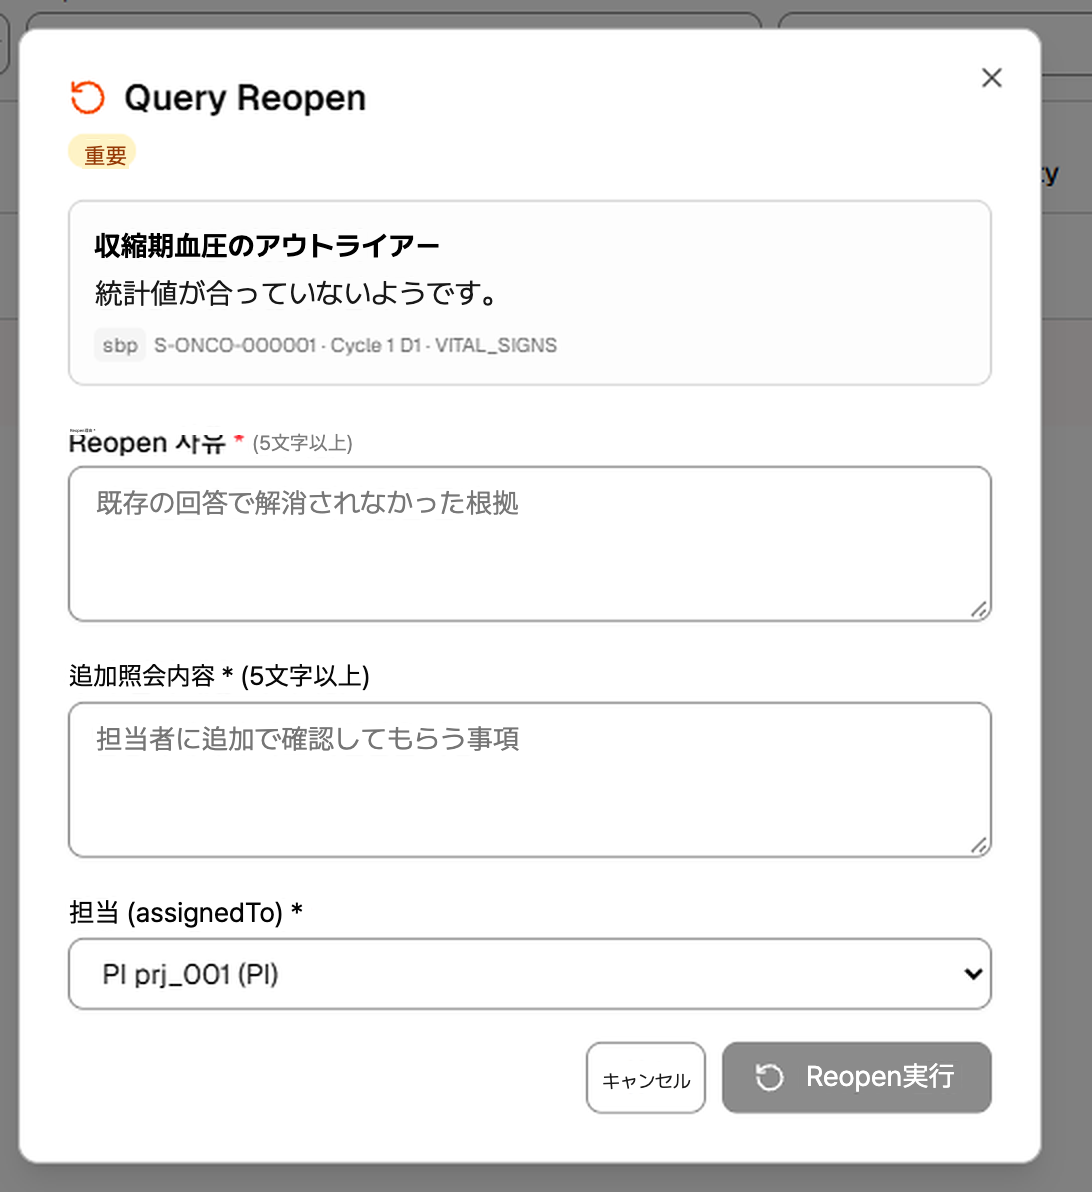 Query Reopen
重要
収縮期血圧のアウトライアー
統計値が合っていないようです。
sbp S-ONCO-000001 · Cycle 1 D1 · VITAL_SIGNS
Reopen 사유 * (5文字以上)
既存の回答で解消されなかった根拠
追加照会内容 * (5文字以上)
担当者に追加で確認してもらう事項
担当 (assignedTo) *
PI prj_001 (PI)
キャンセル
Reopen実行